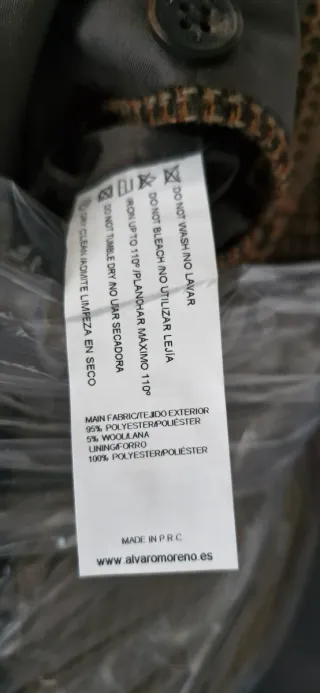 DO NOT WASH /NO LAVAR
DO NOT BLEACH /NO UTILIZAR LEJÍA
IRON UP TO 110º /PLANCHAR MÁXIMO 110º
DO NOT TUMBLE DRY /NO UAR SECADORA
DRY CLEAN /ADMITE LIMPEZA EN SECO
MAIN FABRIC/TEJIDO EXTERIOR
95% POLYESTER/POLIÉSTER
5% WOOL/LANA
LINING/FORRO
100% POLYESTER/POLIÉSTER
MADE IN P.R.C
www.alvaromoreno.es